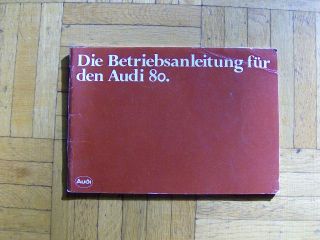 Die Betriebsanleitung für
den Audi 80.
Audi